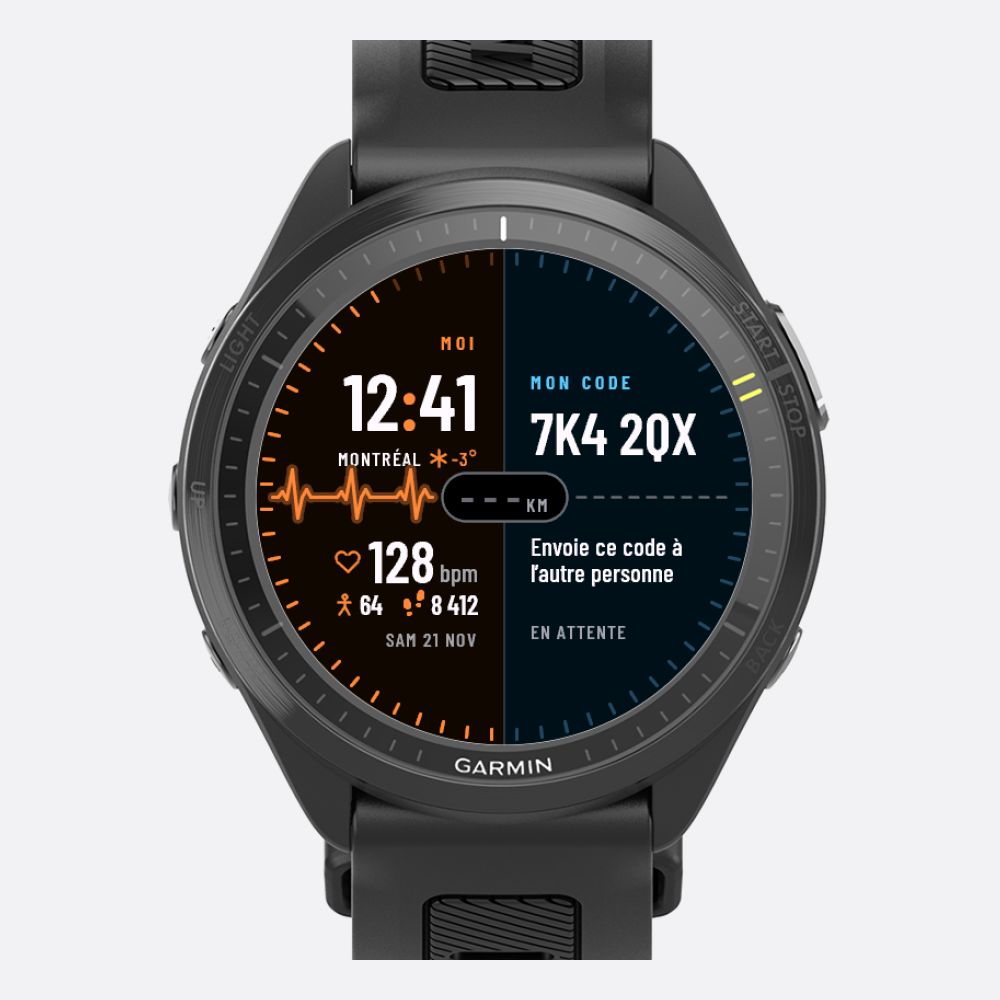 LIGHT
START
STOP
UP
BACK
MOI
12:41
MONTRÉAL -3°
128 bpm
64 8 412
SAM 21 NOV
MON CODE
7K4 2QX
--- KM
Envoie ce code à
l'autre personne
EN ATTENTE
GARMIN